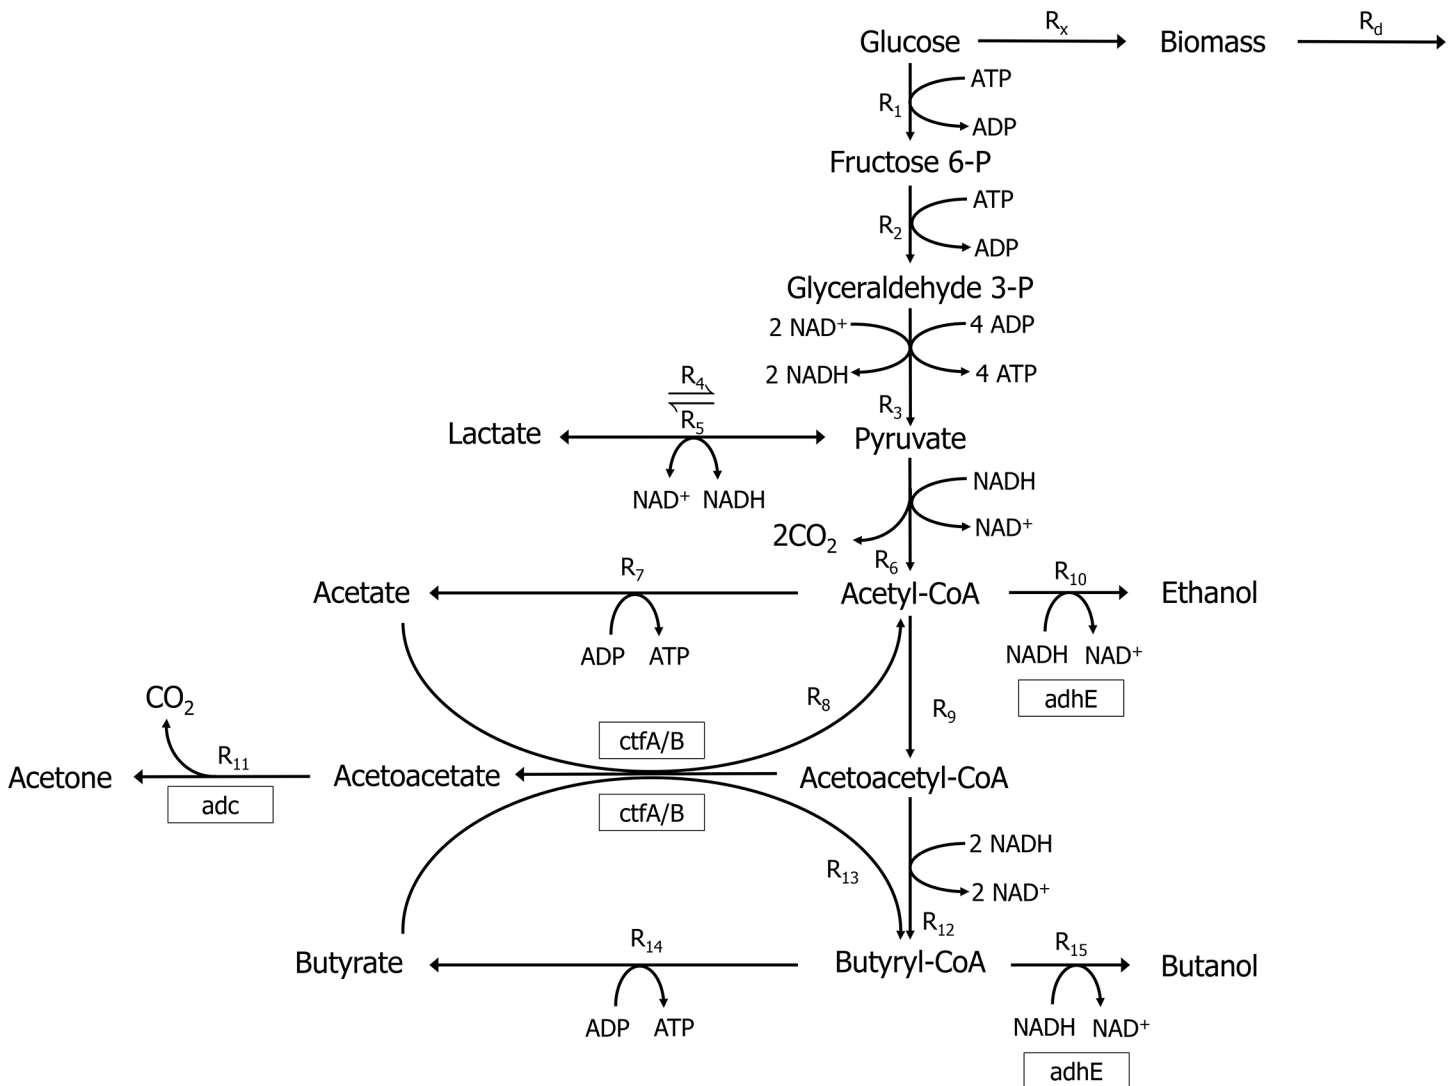 Glucose Rₓ Biomass R_d
R₁ ATP
ADP
Fructose 6-P
R₂ ATP
ADP
Glyceraldehyde 3-P
2 NAD⁺ 4 ADP
2 NADH 4 ATP
R₃
R₄
R₅
Lactate Pyruvate
NAD⁺ NADH
NADH
NAD⁺
2CO₂
R₆
R₇ R₁₀
Acetate Acetyl-CoA Ethanol
ADP ATP
NADH NAD⁺
adhE
CO₂
R₈ R₉
ctfA/B
R₁₁
Acetone Acetoacetate Acetoacetyl-CoA
adc
ctfA/B
2 NADH
2 NAD⁺
R₁₃
R₁₂
R₁₄ R₁₅
Butyrate Butyryl-CoA Butanol
ADP ATP
NADH NAD⁺
adhE